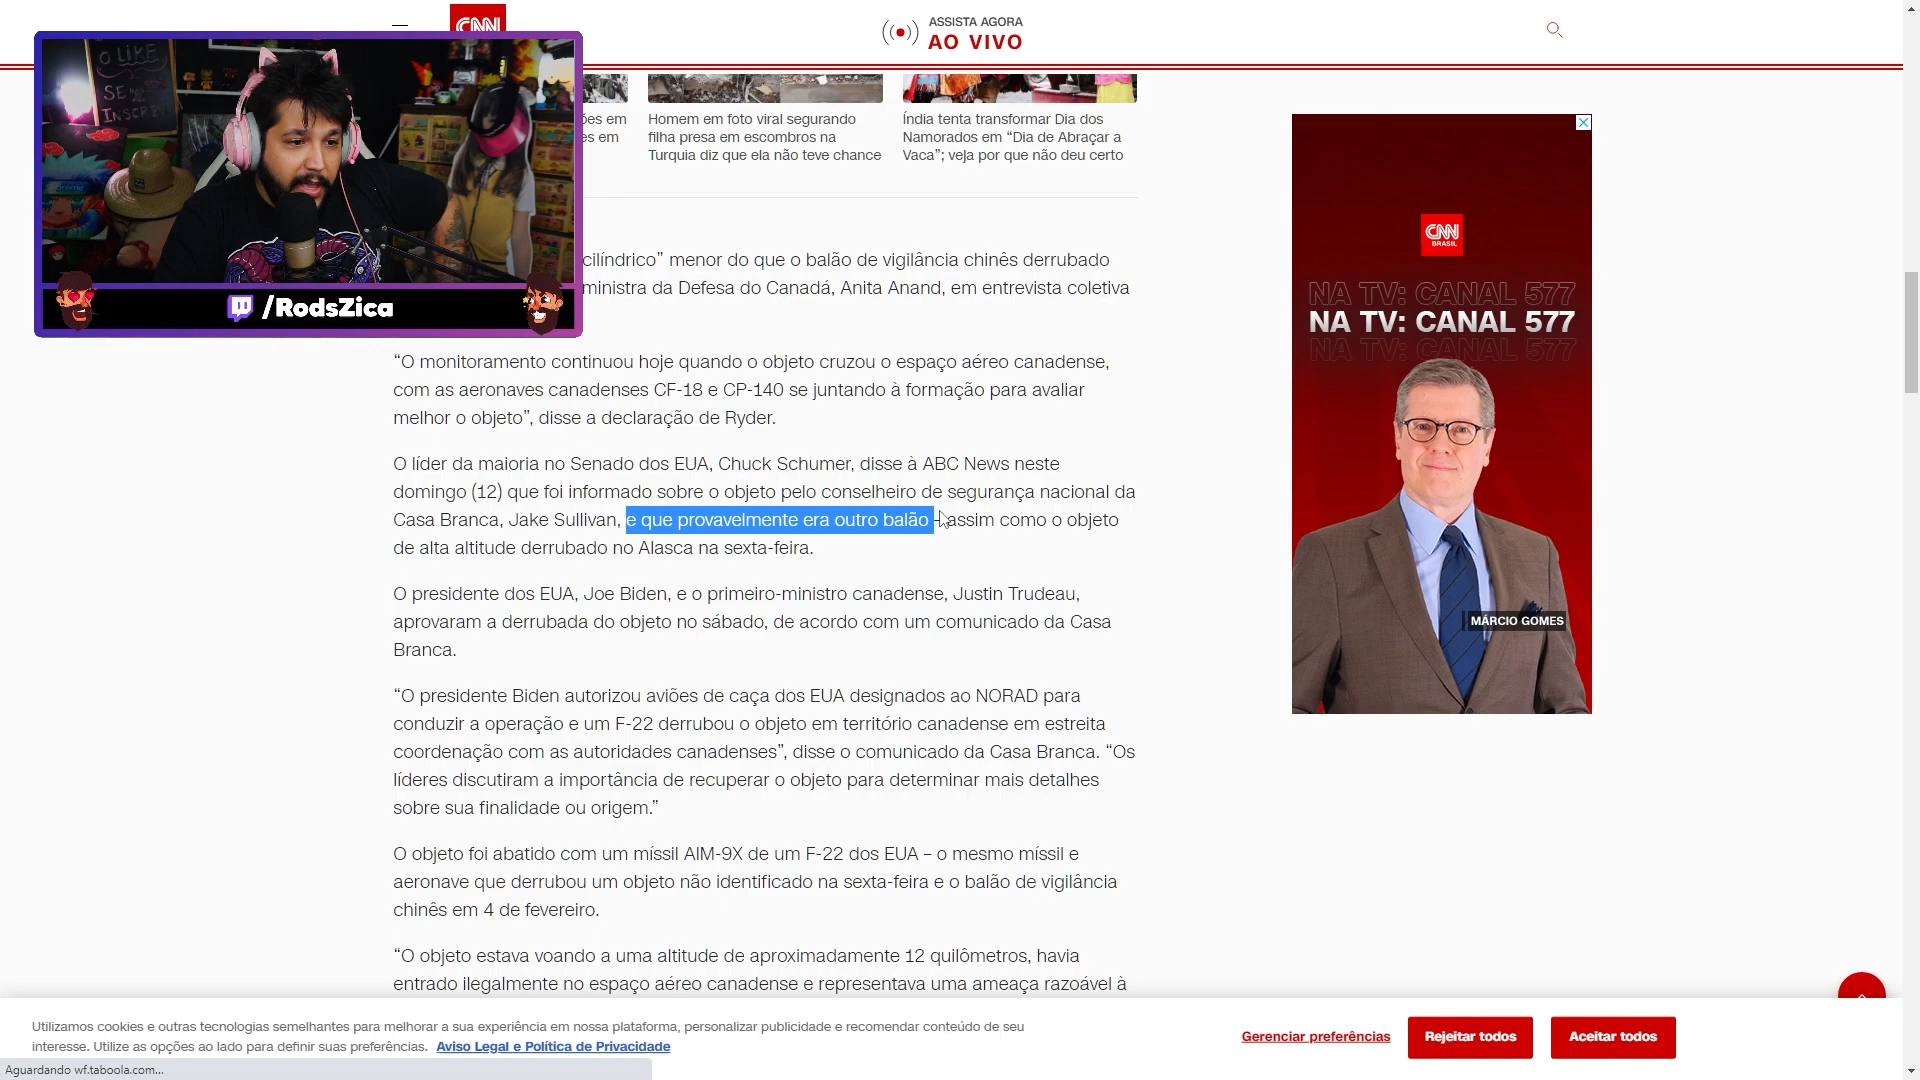 CNN
ASSISTA AGORA
AO VIVO
O LIKE
SE
INSCRE
/RodsZica
ões em
es em
Homem em foto viral segurando
filha presa em escombros na
Turquia diz que ela não teve chance
Índia tenta transformar Dia dos
Namorados em “Dia de Abraçar a
Vaca”; veja por que não deu certo
cilíndrico” menor do que o balão de vigilância chinês derrubado
ministra da Defesa do Canadá, Anita Anand, em entrevista coletiva
“O monitoramento continuou hoje quando o objeto cruzou o espaço aéreo canadense,
com as aeronaves canadenses CF-18 e CP-140 se juntando à formação para avaliar
melhor o objeto”, disse a declaração de Ryder.
O líder da maioria no Senado dos EUA, Chuck Schumer, disse à ABC News neste
domingo (12) que foi informado sobre o objeto pelo conselheiro de segurança nacional da
Casa Branca, Jake Sullivan, e que provavelmente era outro balão – assim como o objeto
de alta altitude derrubado no Alasca na sexta-feira.
O presidente dos EUA, Joe Biden, e o primeiro-ministro canadense, Justin Trudeau,
aprovaram a derrubada do objeto no sábado, de acordo com um comunicado da Casa
Branca.
“O presidente Biden autorizou aviões de caça dos EUA designados ao NORAD para
conduzir a operação e um F-22 derrubou o objeto em território canadense em estreita
coordenação com as autoridades canadenses”, disse o comunicado da Casa Branca. “Os
líderes discutiram a importância de recuperar o objeto para determinar mais detalhes
sobre sua finalidade ou origem.”
O objeto foi abatido com um míssil AIM-9X de um F-22 dos EUA – o mesmo míssil e
aeronave que derrubou um objeto não identificado na sexta-feira e o balão de vigilância
chinês em 4 de fevereiro.
“O objeto estava voando a uma altitude de aproximadamente 12 quilômetros, havia
entrado ilegalmente no espaço aéreo canadense e representava uma ameaça razoável à
CNN
BRASIL
NA TV: CANAL 577
NA TV: CANAL 577
NA TV: CANAL 577
MÁRCIO GOMES
Utilizamos cookies e outras tecnologias semelhantes para melhorar a sua experiência em nossa plataforma, personalizar publicidade e recomendar conteúdo de seu
interesse. Utilize as opções ao lado para definir suas preferências. Aviso Legal e Política de Privacidade
Gerenciar preferências
Rejeitar todos
Aceitar todos
Aguardando wf.taboola.com...